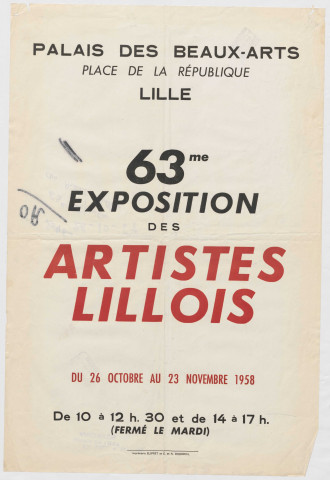 PALAIS DES BEAUX-ARTS
PLACE DE LA RÉPUBLIQUE
LILLE
63me
EXPOSITION
DES
ARTISTES
LILLOIS
DU 26 OCTOBRE AU 23 NOVEMBRE 1958
De 10 à 12 h. 30 et de 14 à 17 h.
(FERMÉ LE MARDI)